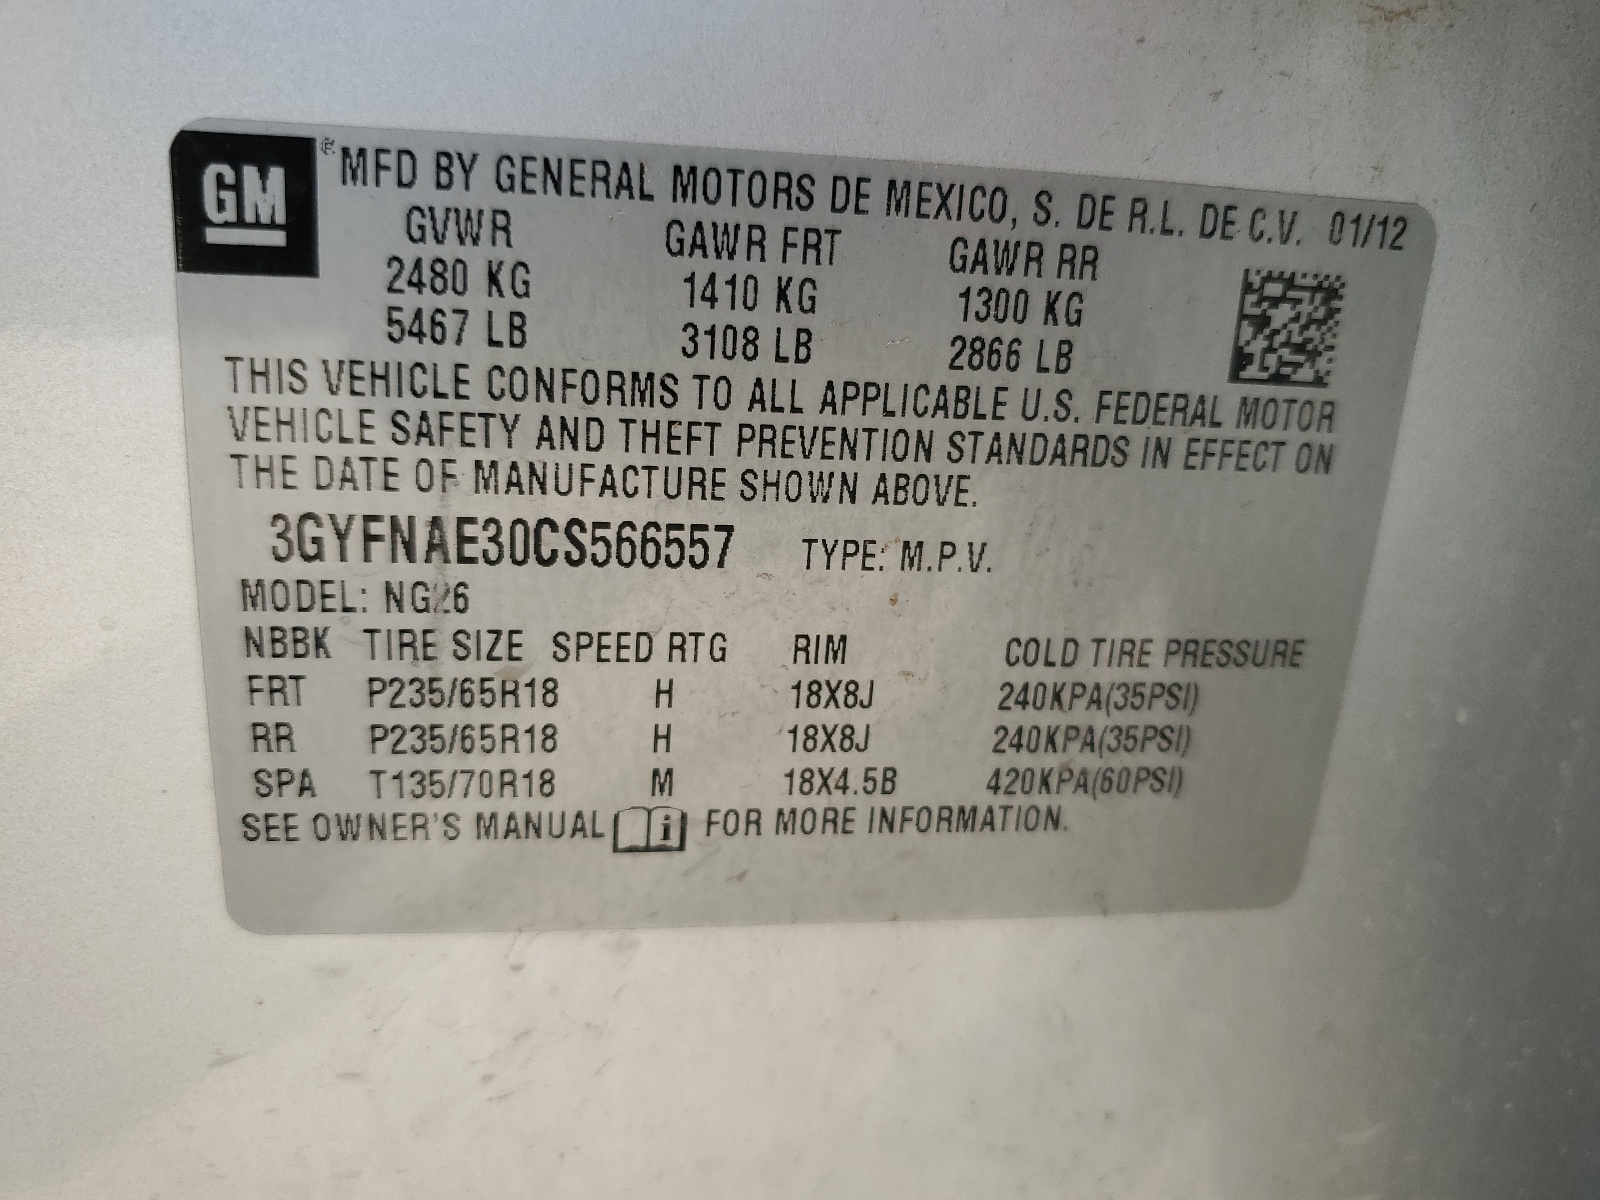 GM ® MFD BY GENERAL MOTORS DE MEXICO, S. DE R.L. DE C.V. 01/12
GVWR GAWR FRT GAWR RR
2480 KG 1410 KG 1300 KG
5467 LB 3108 LB 2866 LB
THIS VEHICLE CONFORMS TO ALL APPLICABLE U.S. FEDERAL MOTOR
VEHICLE SAFETY AND THEFT PREVENTION STANDARDS IN EFFECT ON
THE DATE OF MANUFACTURE SHOWN ABOVE.
3GYFNAE30CS566557 TYPE: M.P.V.
MODEL: NG26
NBBK TIRE SIZE SPEED RTG RIM COLD TIRE PRESSURE
FRT P235/65R18 H 18X8J 240KPA(35PSI)
RR P235/65R18 H 18X8J 240KPA(35PSI)
SPA T135/70R18 M 18X4.5B 420KPA(60PSI)
SEE OWNER'S MANUAL i FOR MORE INFORMATION.